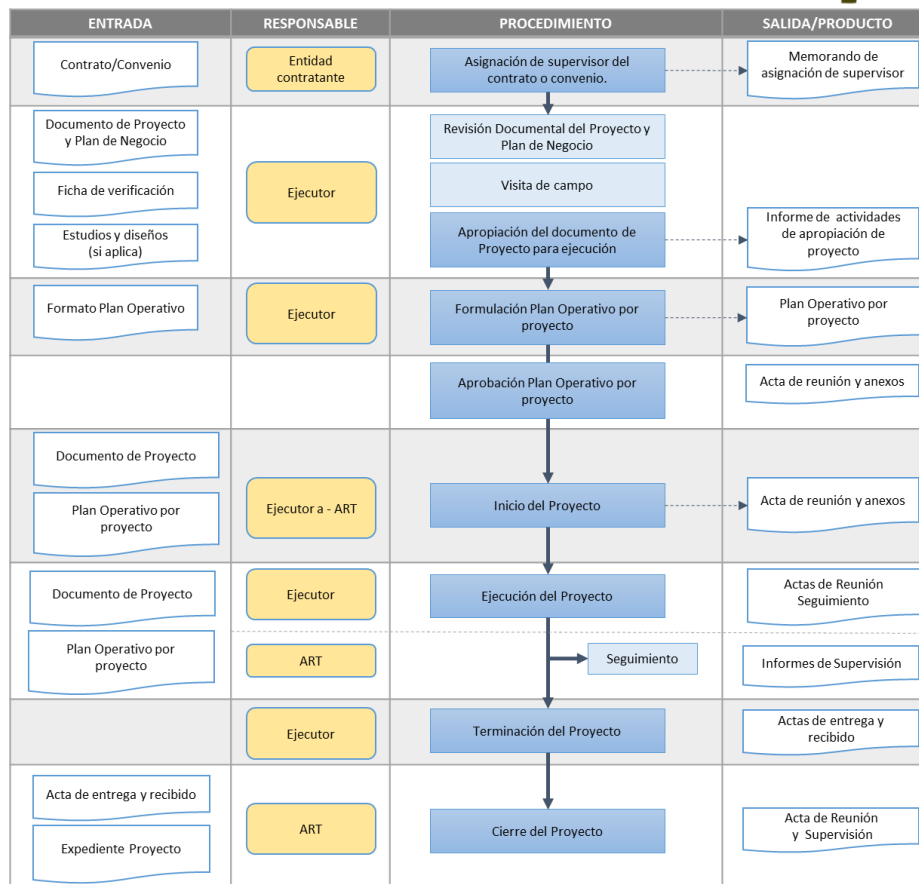 ENTRADA
RESPONSABLE
PROCEDIMIENTO
SALIDA/PRODUCTO
Contrato/Convenio
Entidad
contratante
Asignación de supervisor del
contrato o convenio.
Memorando de
asignación de supervisor
Documento de Proyecto
y Plan de Negocio
Ficha de verificación
Estudios y diseños
(si aplica)
Ejecutor
Revisión Documental del Proyecto y
Plan de Negocio
Visita de campo
Apropiación del documento de
Proyecto para ejecución
Informe de actividades
de apropiación de
proyecto
Formato Plan Operativo
Ejecutor
Formulación Plan Operativo por
proyecto
Plan Operativo por
proyecto
Aprobación Plan Operativo por
proyecto
Acta de reunión y anexos
Documento de Proyecto
Plan Operativo por
proyecto
Ejecutor a - ART
Inicio del Proyecto
Acta de reunión y anexos
Documento de Proyecto
Ejecutor
Ejecución del Proyecto
Actas de Reunión
Seguimiento
Plan Operativo por
proyecto
ART
Seguimiento
Informes de Supervisión
Ejecutor
Terminación del Proyecto
Actas de entrega y
recibido
Acta de entrega y recibido
Expediente Proyecto
ART
Cierre del Proyecto
Acta de Reunión
y Supervisión